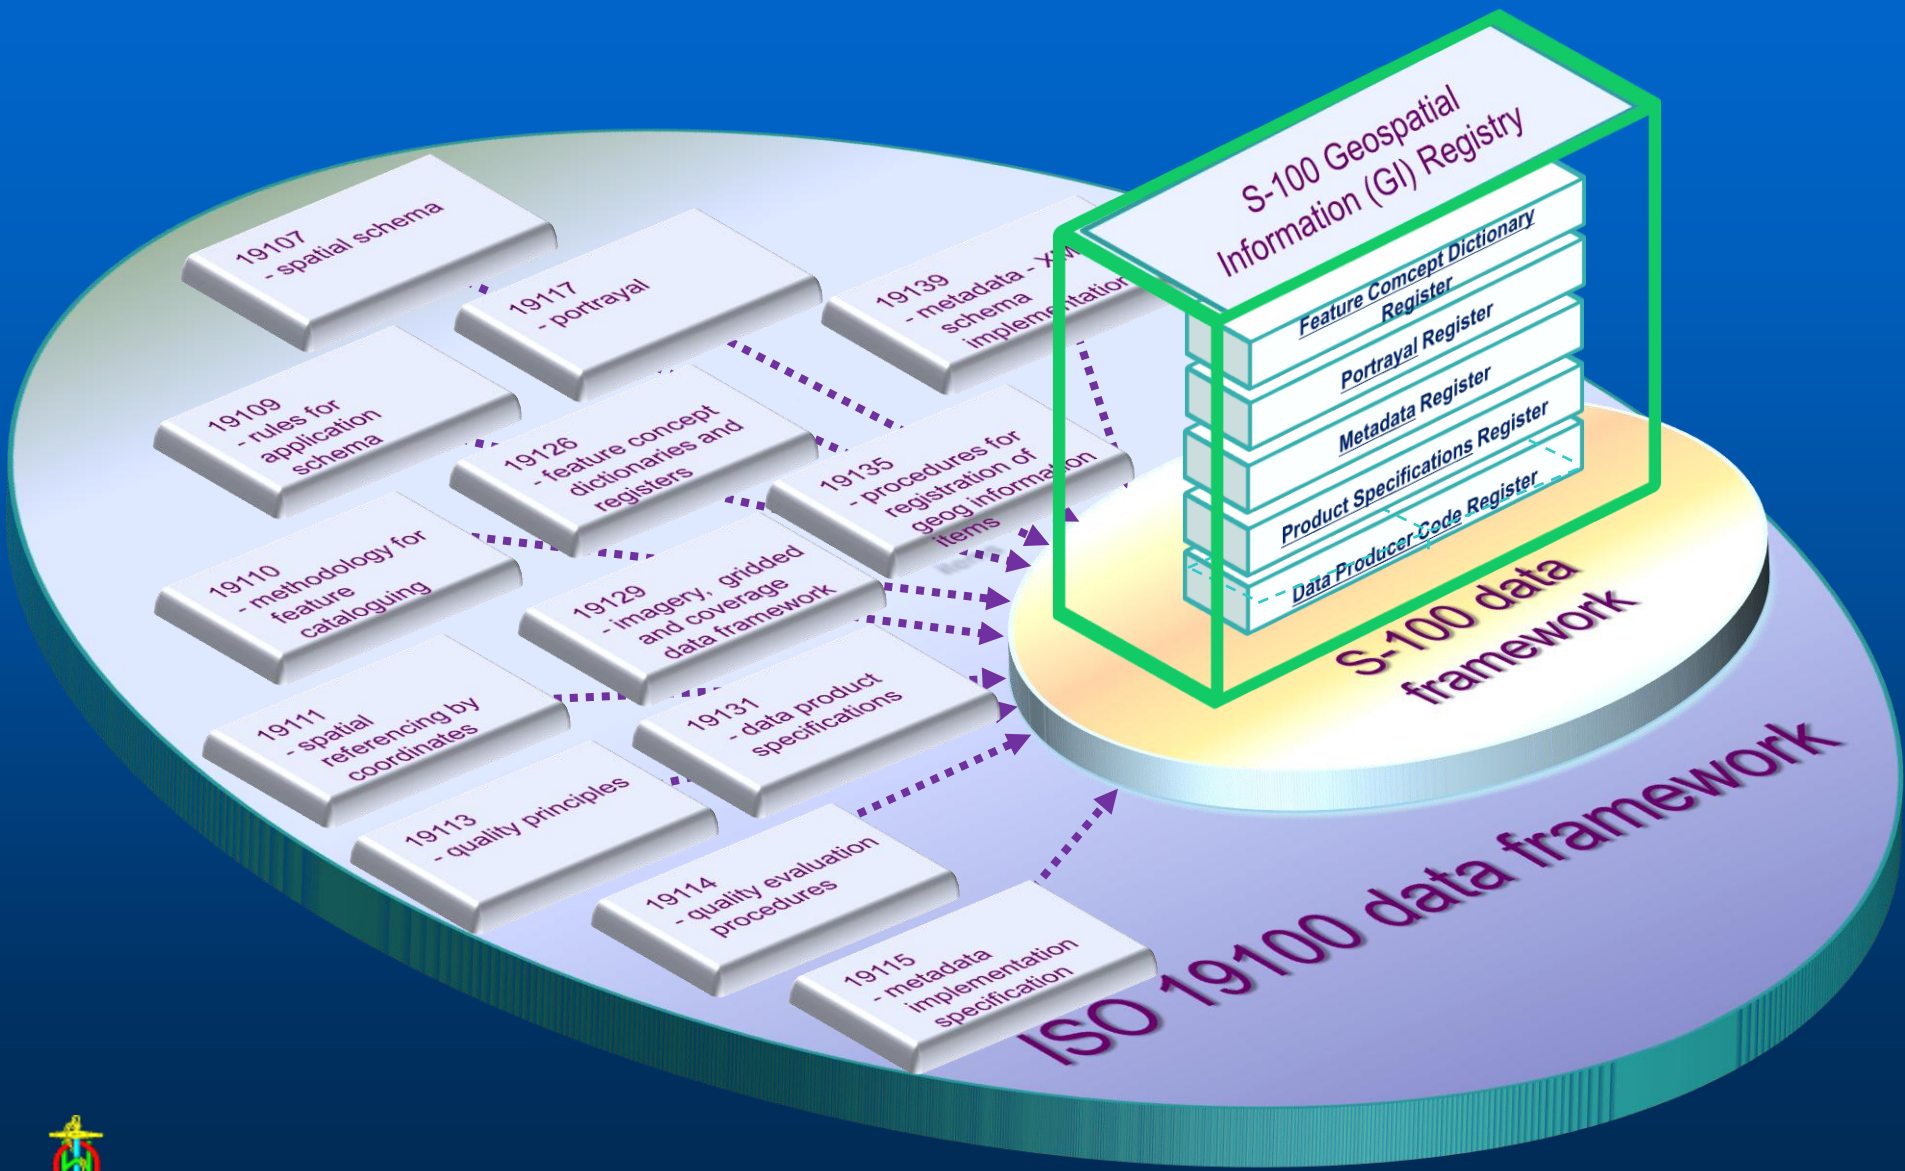 S-100 Geospatial
Information (GI) Registry
Feature Comcept Dictionary
Register
Portrayal Register
Metadata Register
Product Specifications Register
Data Producer Code Register
S-100 data
framework
ISO 19100 data framework
19107
- spatial schema
19117
- portrayal
19139
- metadata -
schema
implementation
19109
- rules for
application
schema
19126
- feature concept
dictionaries and
registers
19135
- procedures for
registration of
geog information
items
19110
- methodology for
feature
cataloguing
19129
- imagery, gridded
and coverage
data framework
19111
- spatial
referencing by
coordinates
19131
- data product
specifications
19113
- quality principles
19114
- quality evaluation
procedures
19115
- metadata
implementation
specification